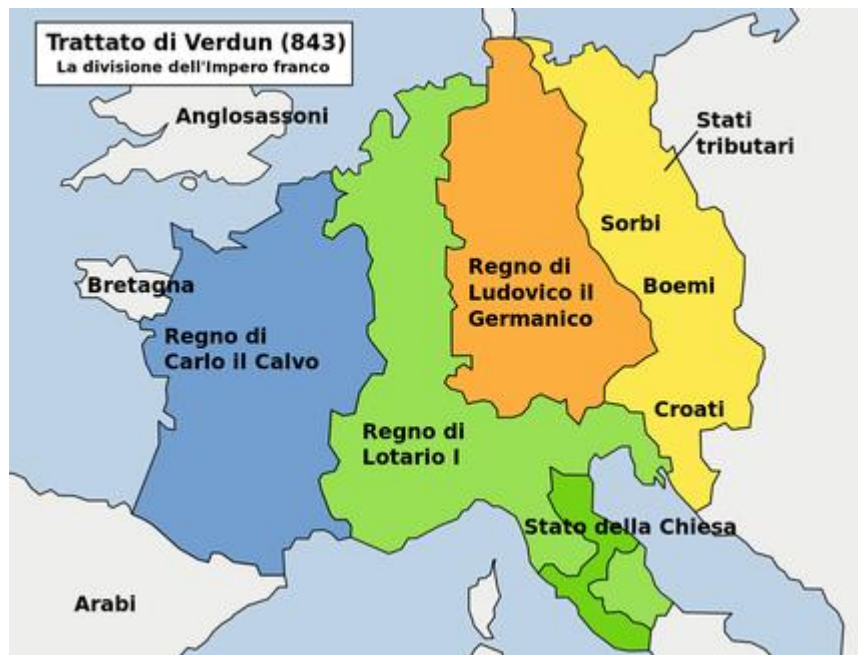 Trattato di Verdun (843)
La divisione dell'Impero franco
Anglosassoni
Stati
tributari
Sorbi
Bretagna
Regno di
Ludovico il
Germanico
Boemi
Regno di
Carlo il Calvo
Croati
Regno di
Lotario I
Stato della Chiesa
Arabi